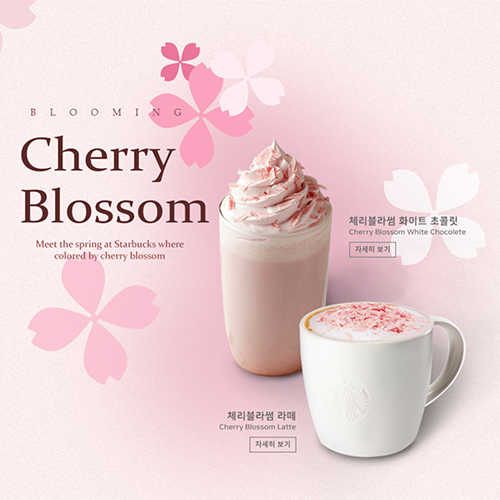 BLOOMING
Cherry
Blossom
Meet the spring at Starbucks where
colored by cherry blossom
체리블라썸 화이트 초콜릿
Cherry Blossom White Chocolete
자세히 보기
체리블라썸 라떼
Cherry Blossom Latte
자세히 보기